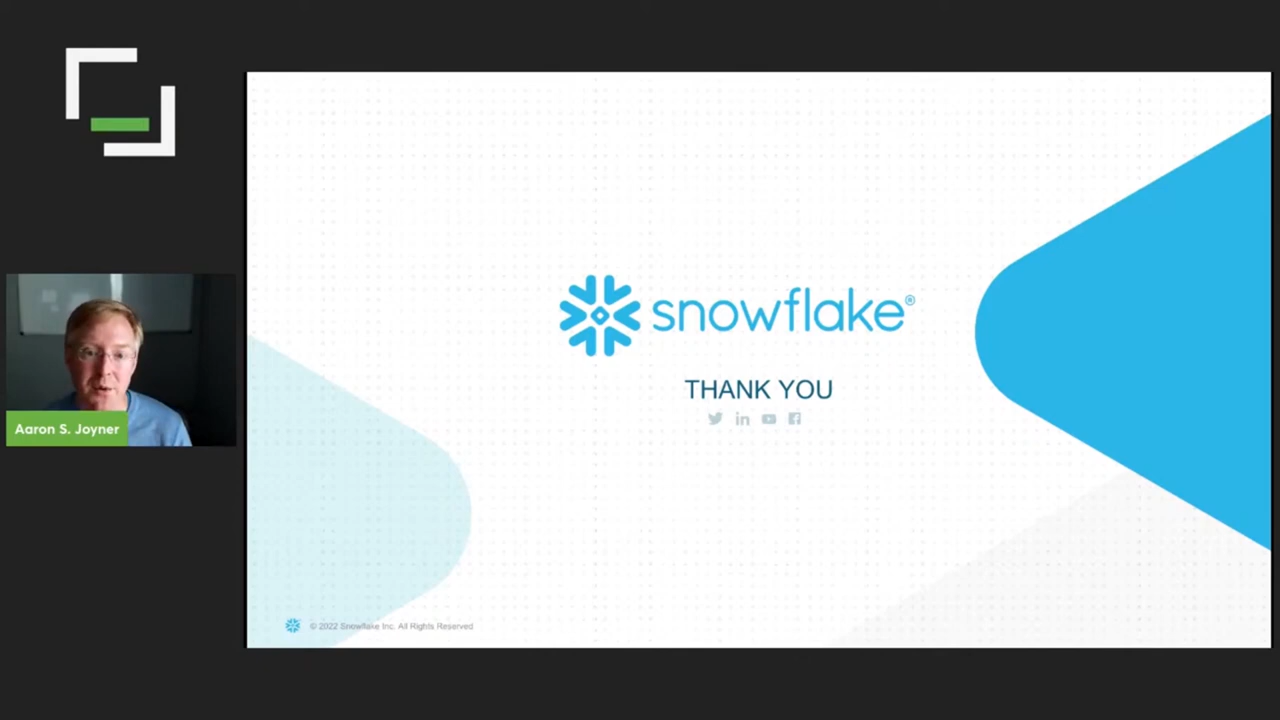 snowflake®
THANK YOU
Aaron S. Joyner
© 2022 Snowflake Inc. All Rights Reserved